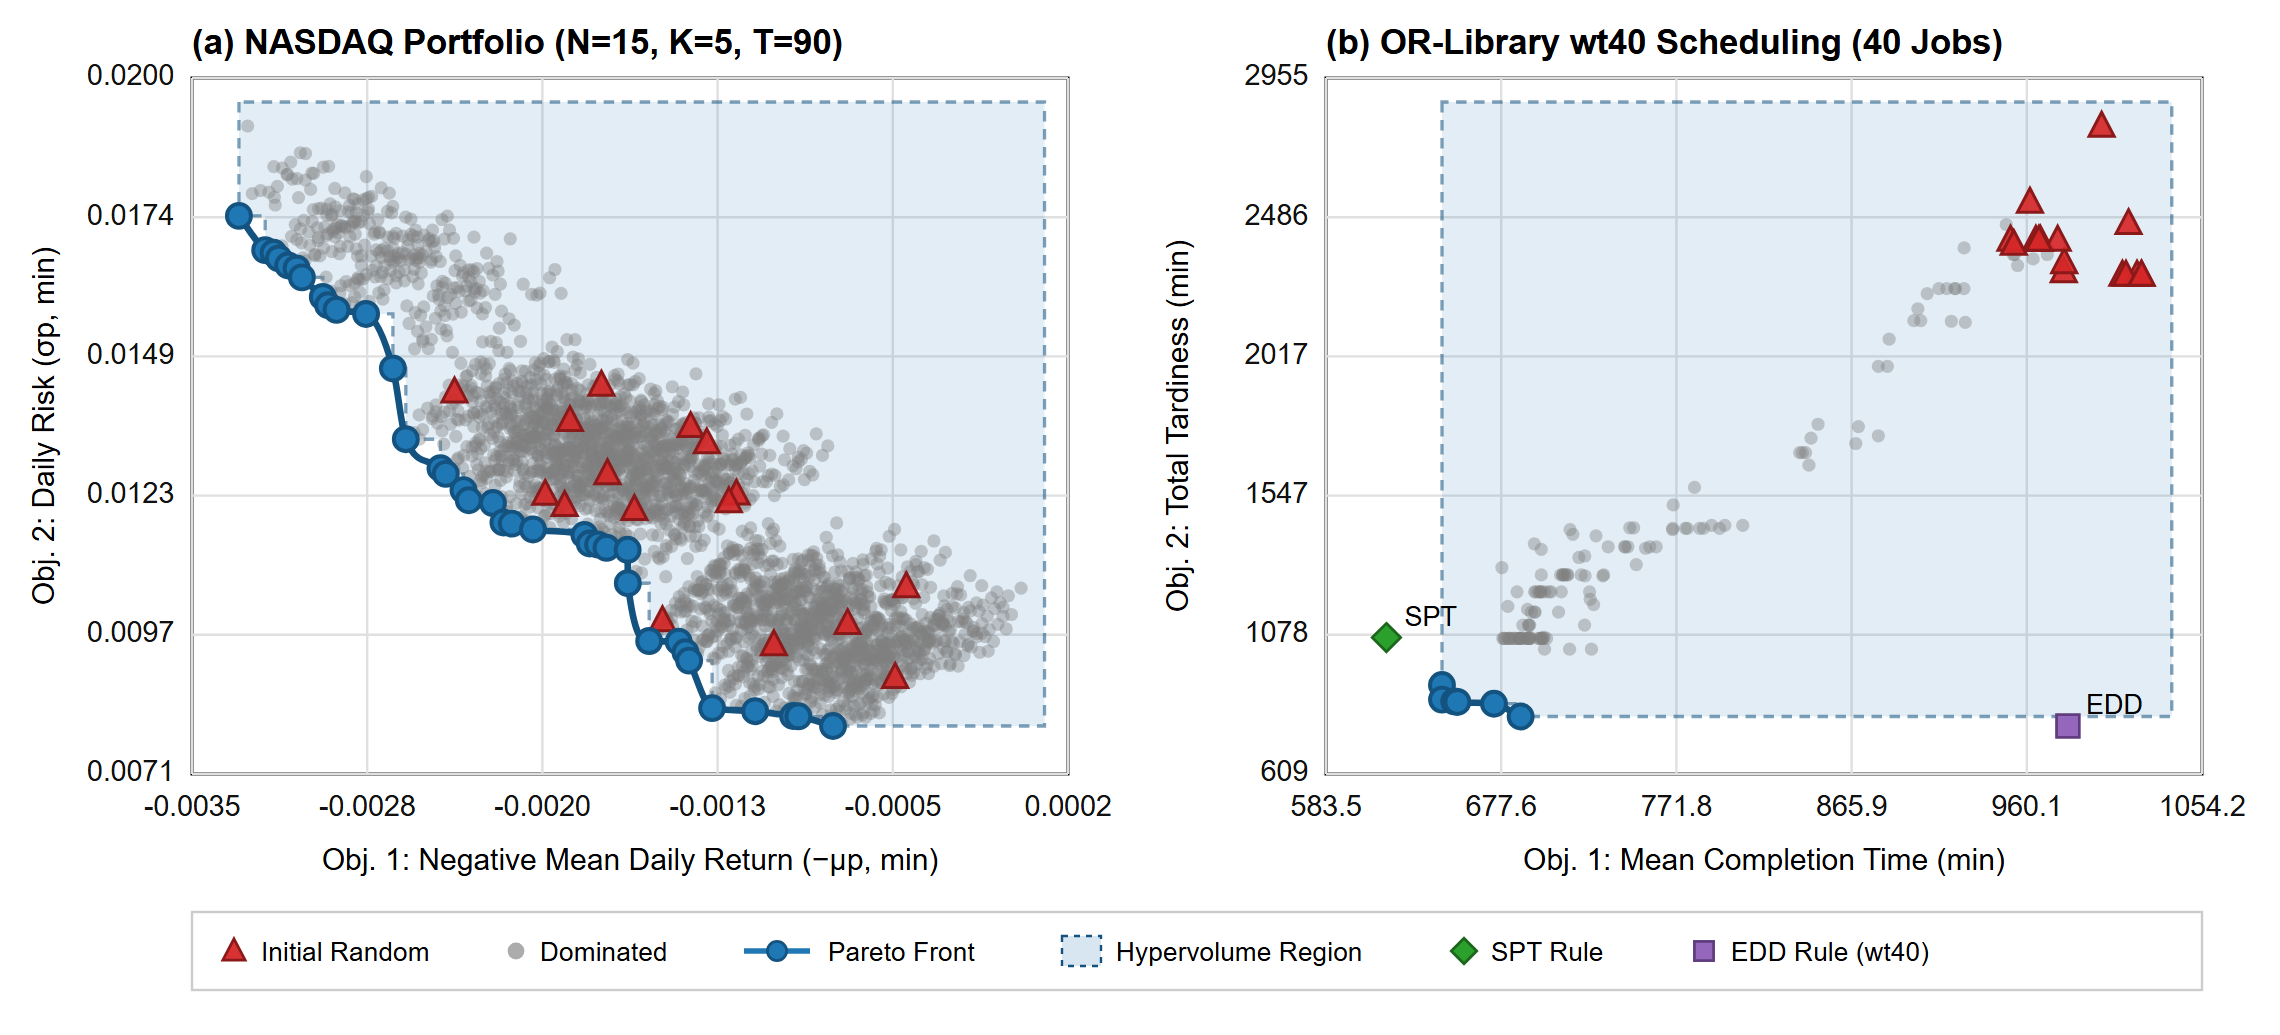 (a) NASDAQ Portfolio (N=15, K=5, T=90)
0.0200
0.0174
0.0149
0.0123
0.0097
0.0071
Obj. 2: Daily Risk (σp, min)
-0.0035 -0.0028 -0.0020 -0.0013 -0.0005 0.0002
Obj. 1: Negative Mean Daily Return (−μp, min)
(b) OR-Library wt40 Scheduling (40 Jobs)
2955
2486
2017
1547
1078
609
Obj. 2: Total Tardiness (min)
SPT
EDD
583.5 677.6 771.8 865.9 960.1 1054.2
Obj. 1: Mean Completion Time (min)
Initial Random Dominated Pareto Front Hypervolume Region SPT Rule EDD Rule (wt40)